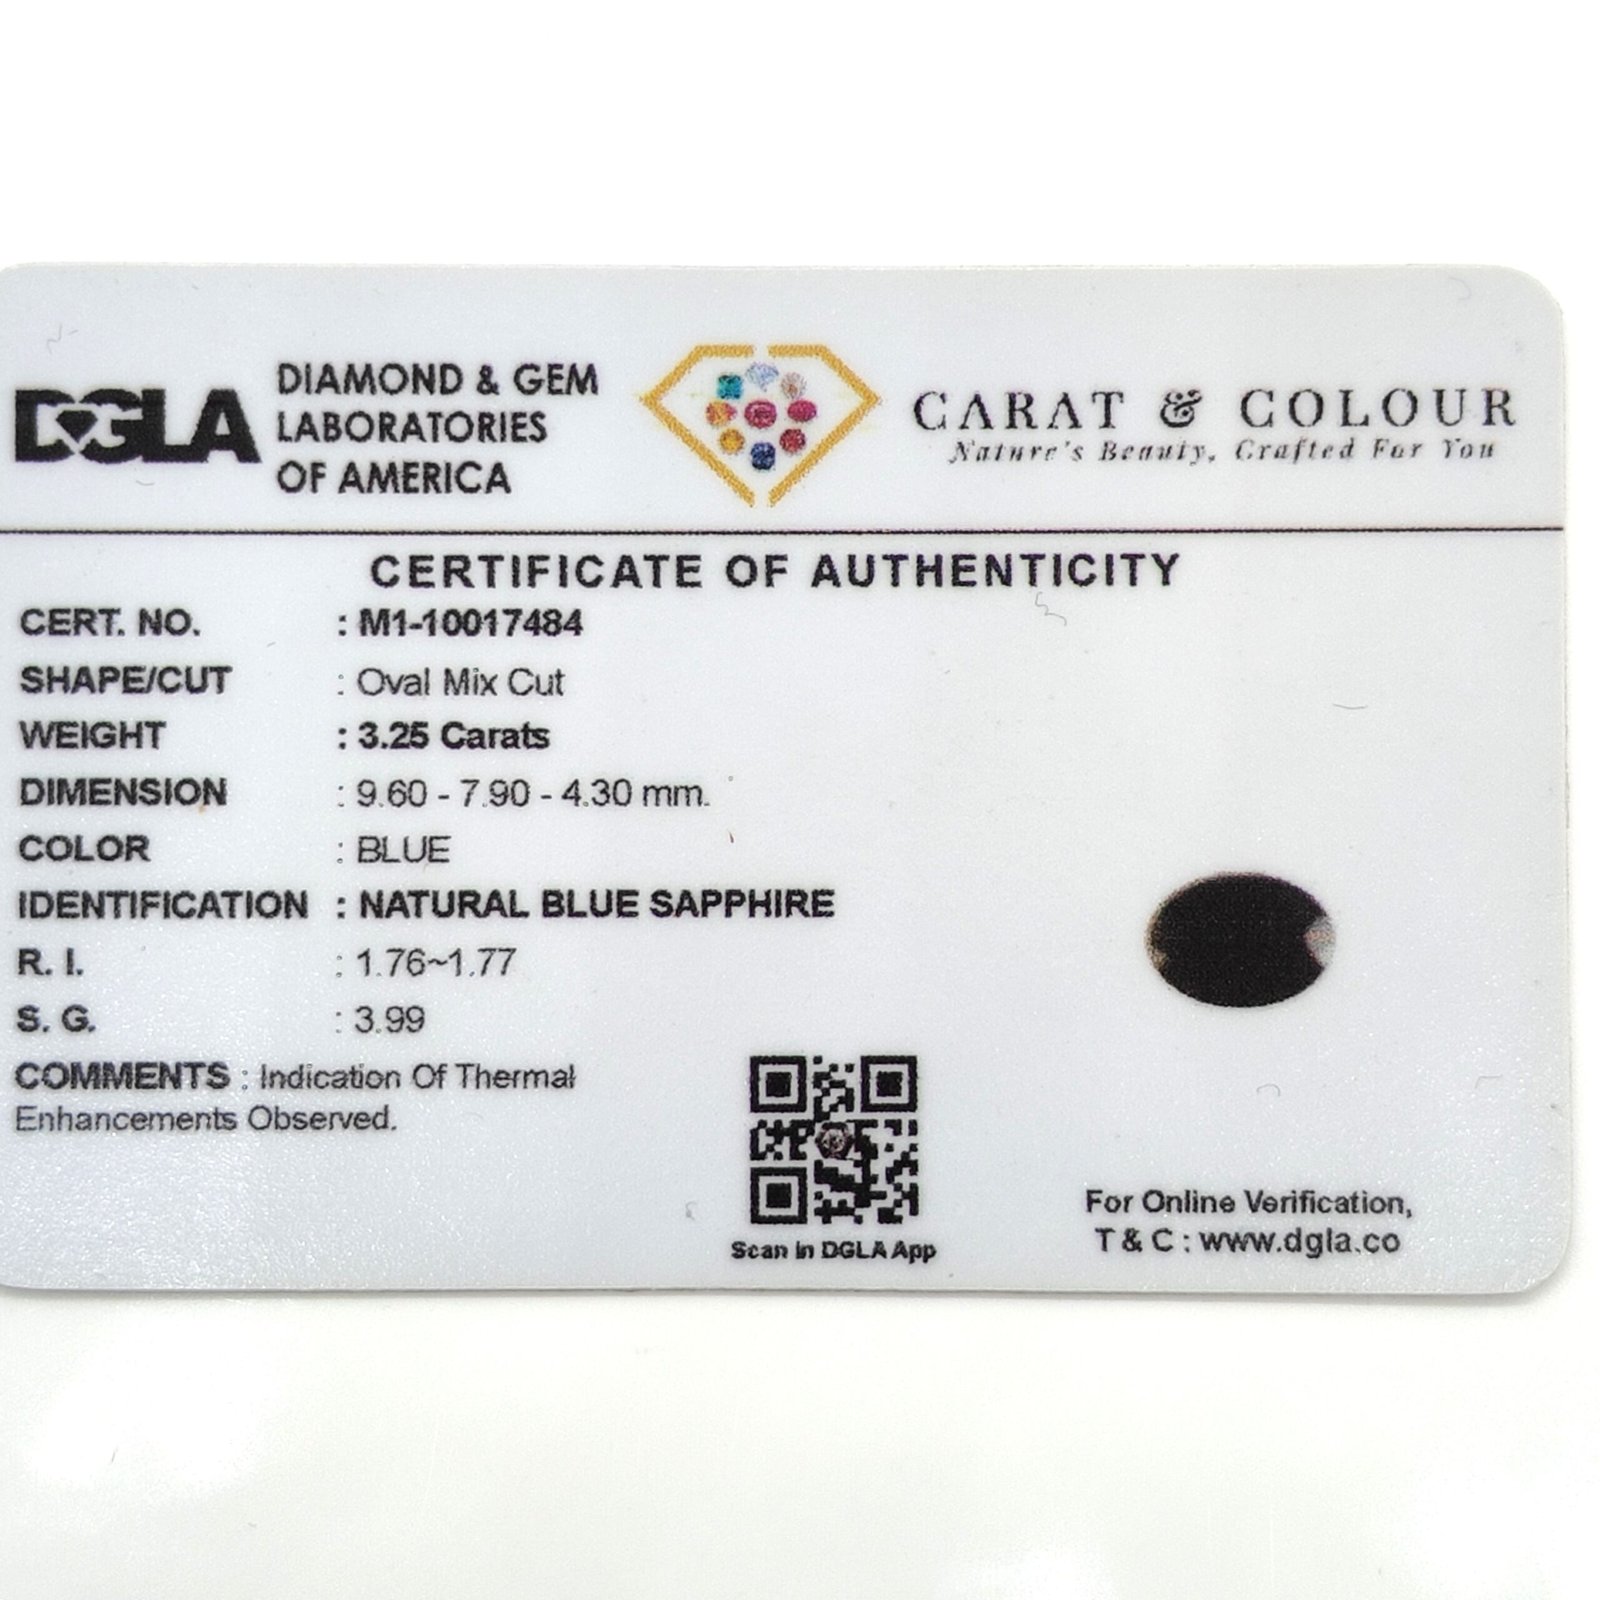 DGLA
DIAMOND & GEM
LABORATORIES
OF AMERICA
CARAT & COLOUR
Nature's Beauty, Crafted For You
CERTIFICATE OF AUTHENTICITY
CERT. NO. : M1-10017484
SHAPE/CUT : Oval Mix Cut
WEIGHT : 3.25 Carats
DIMENSION : 9.60 - 7.90 - 4.30 mm.
COLOR : BLUE
IDENTIFICATION : NATURAL BLUE SAPPHIRE
R. I. : 1.76~1.77
S. G. : 3.99
COMMENTS : Indication Of Thermal
Enhancements Observed.
Scan in DGLA App
For Online Verification,
T & C : www.dgla.co